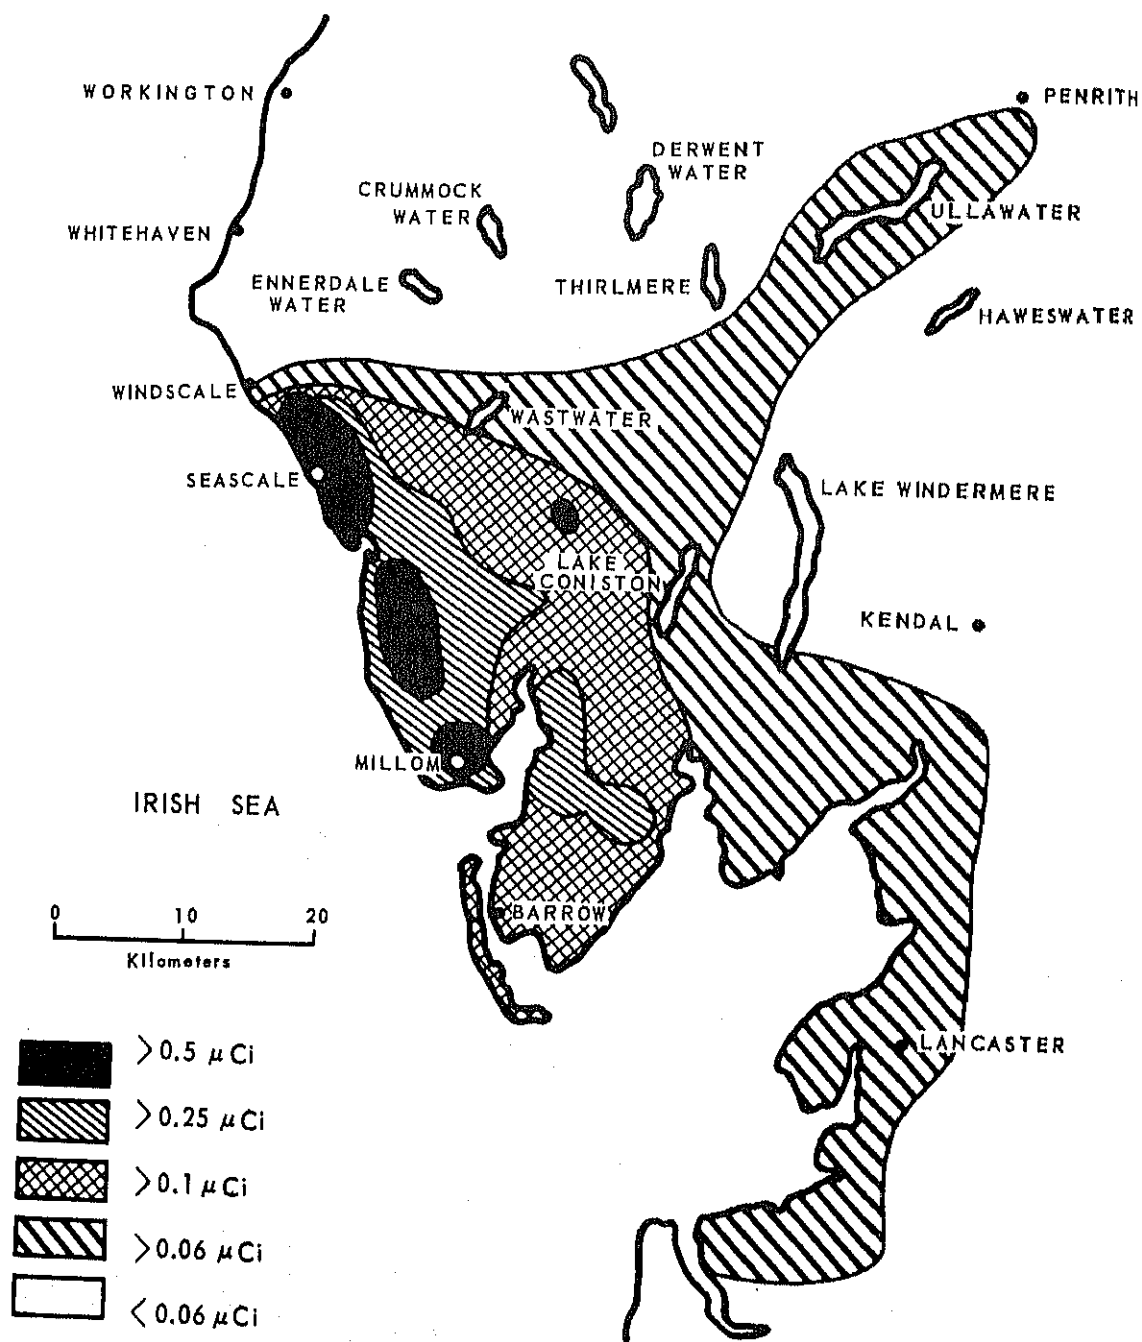 WORKINGTON
PENRITH
DERWENT
WATER
CRUMMOCK
WATER
ULLAWATER
WHITEHAVEN
ENNERDALE
WATER
THIRLMERE
HAWESWATER
WINDSCALE
WASTWATER
SEASCALE
LAKE WINDERMERE
LAKE
CONISTON
KENDAL
MILLOM
IRISH SEA
0 10 20
Kilometers
BARROW
LANCASTER
>0.5 μCi
>0.25 μCi
>0.1 μCi
>0.06 μCi
<0.06 μCi